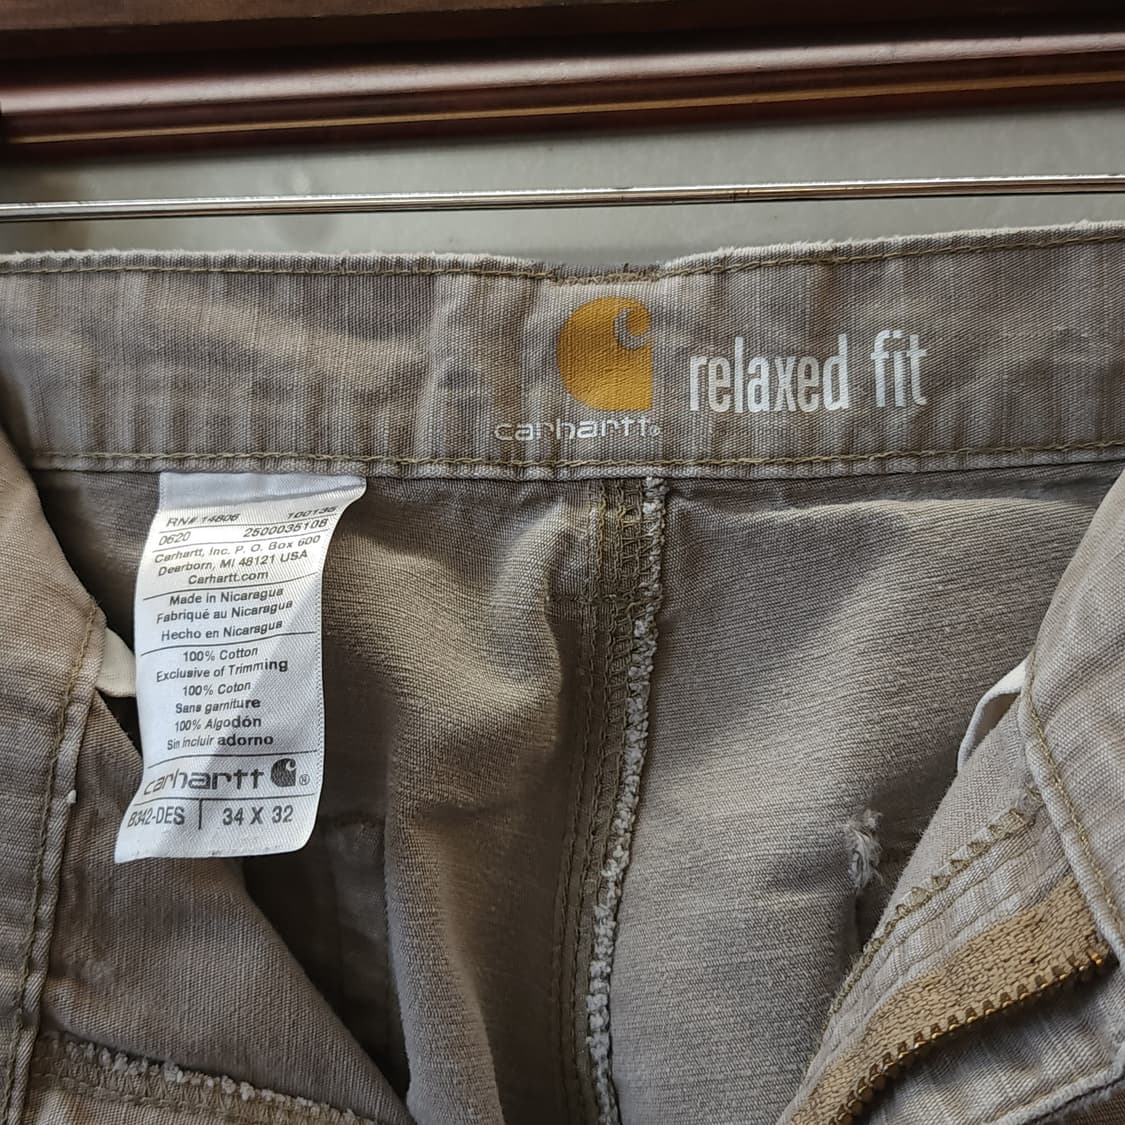 carhartt®
relaxed fit
RN# 14806 100136
0620 2500035108
Carhartt, Inc. P. O. Box 600
Dearborn, MI 48121 USA
Carhartt.com
Made in Nicaragua
Fabriqué au Nicaragua
Hecho en Nicaragua
100% Cotton
Exclusive of Trimming
100% Coton
Sans garniture
100% Algodón
Sin incluir adorno
carhartt ®
B342-DES | 34 X 32